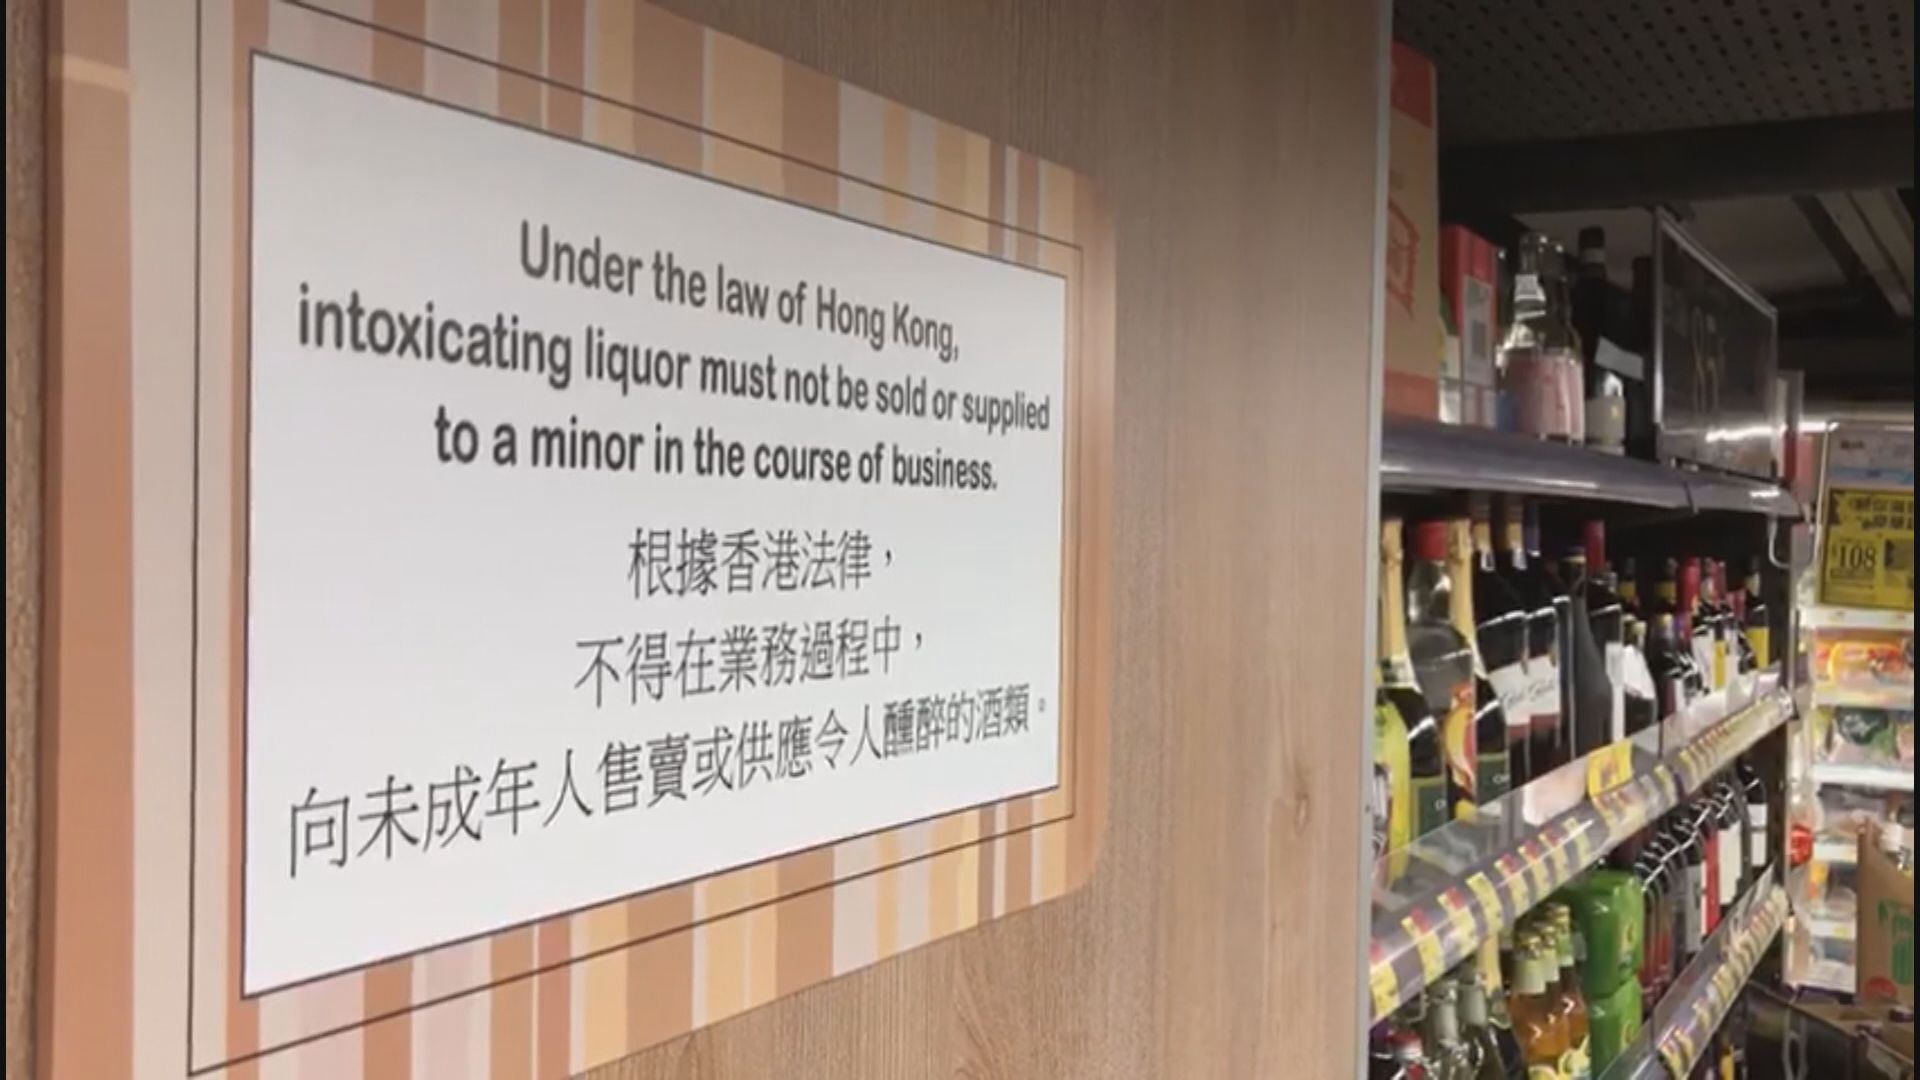 Under the law of Hong Kong,
intoxicating liquor must not be sold or supplied
to a minor in the course of business.
根據香港法律，
不得在業務過程中，
向未成年人售賣或供應令人醺醉的酒類。
$108